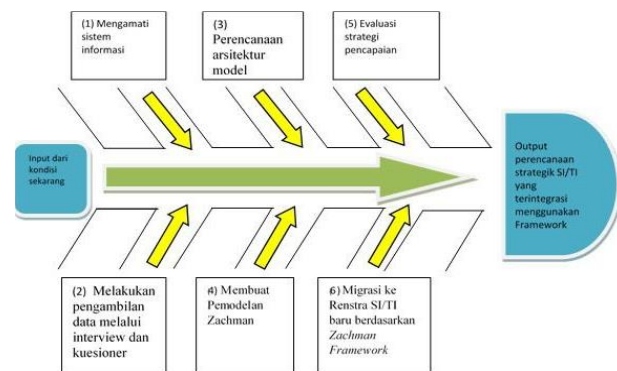 (1) Mengamati
sistem
informasi
(3)
Perencanaan
arsitektur
model
(5) Evaluasi
strategi
pencapaian
Input dari
kondisi
sekarang
Output
perencanaan
strategik SI/TI
yang
terintegrasi
menggunakan
Framework
(2) Melakukan
pengambilan
data melalui
interview dan
kuesioner
(4) Membuat
Pemodelan
Zachman
6) Migrasi ke
Renstra SI/TI
baru berdasarkan
Zachman
Framework